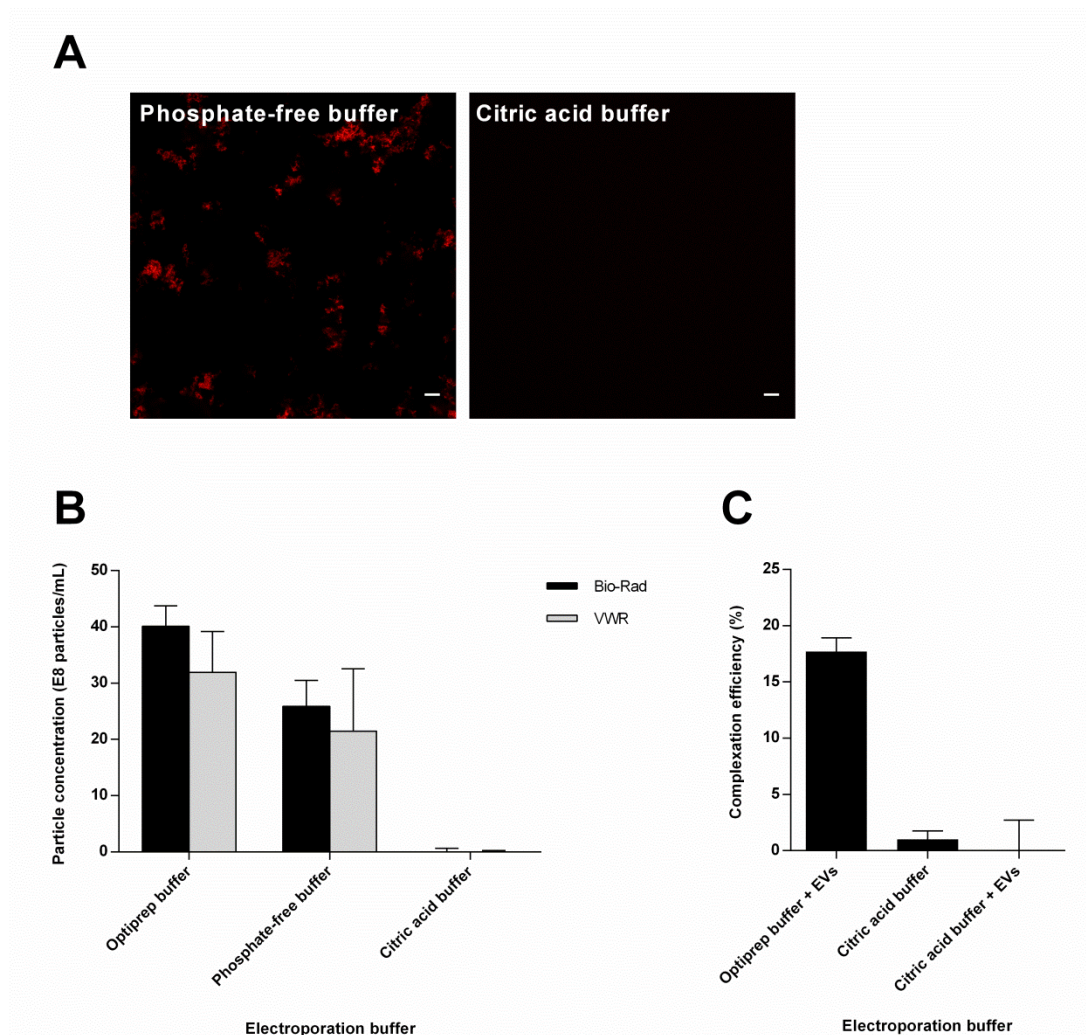 A
Phosphate-free buffer
Citric acid buffer
B
Particle concentration (E8 particles/mL)
50
40
30
20
10
0
Optiprep buffer
Phosphate-free buffer
Citric acid buffer
Electroporation buffer
Bio-Rad
VWR
C
Complexation efficiency (%)
25
20
15
10
5
0
Optiprep buffer + EVs
Citric acid buffer
Citric acid buffer + EVs
Electroporation buffer